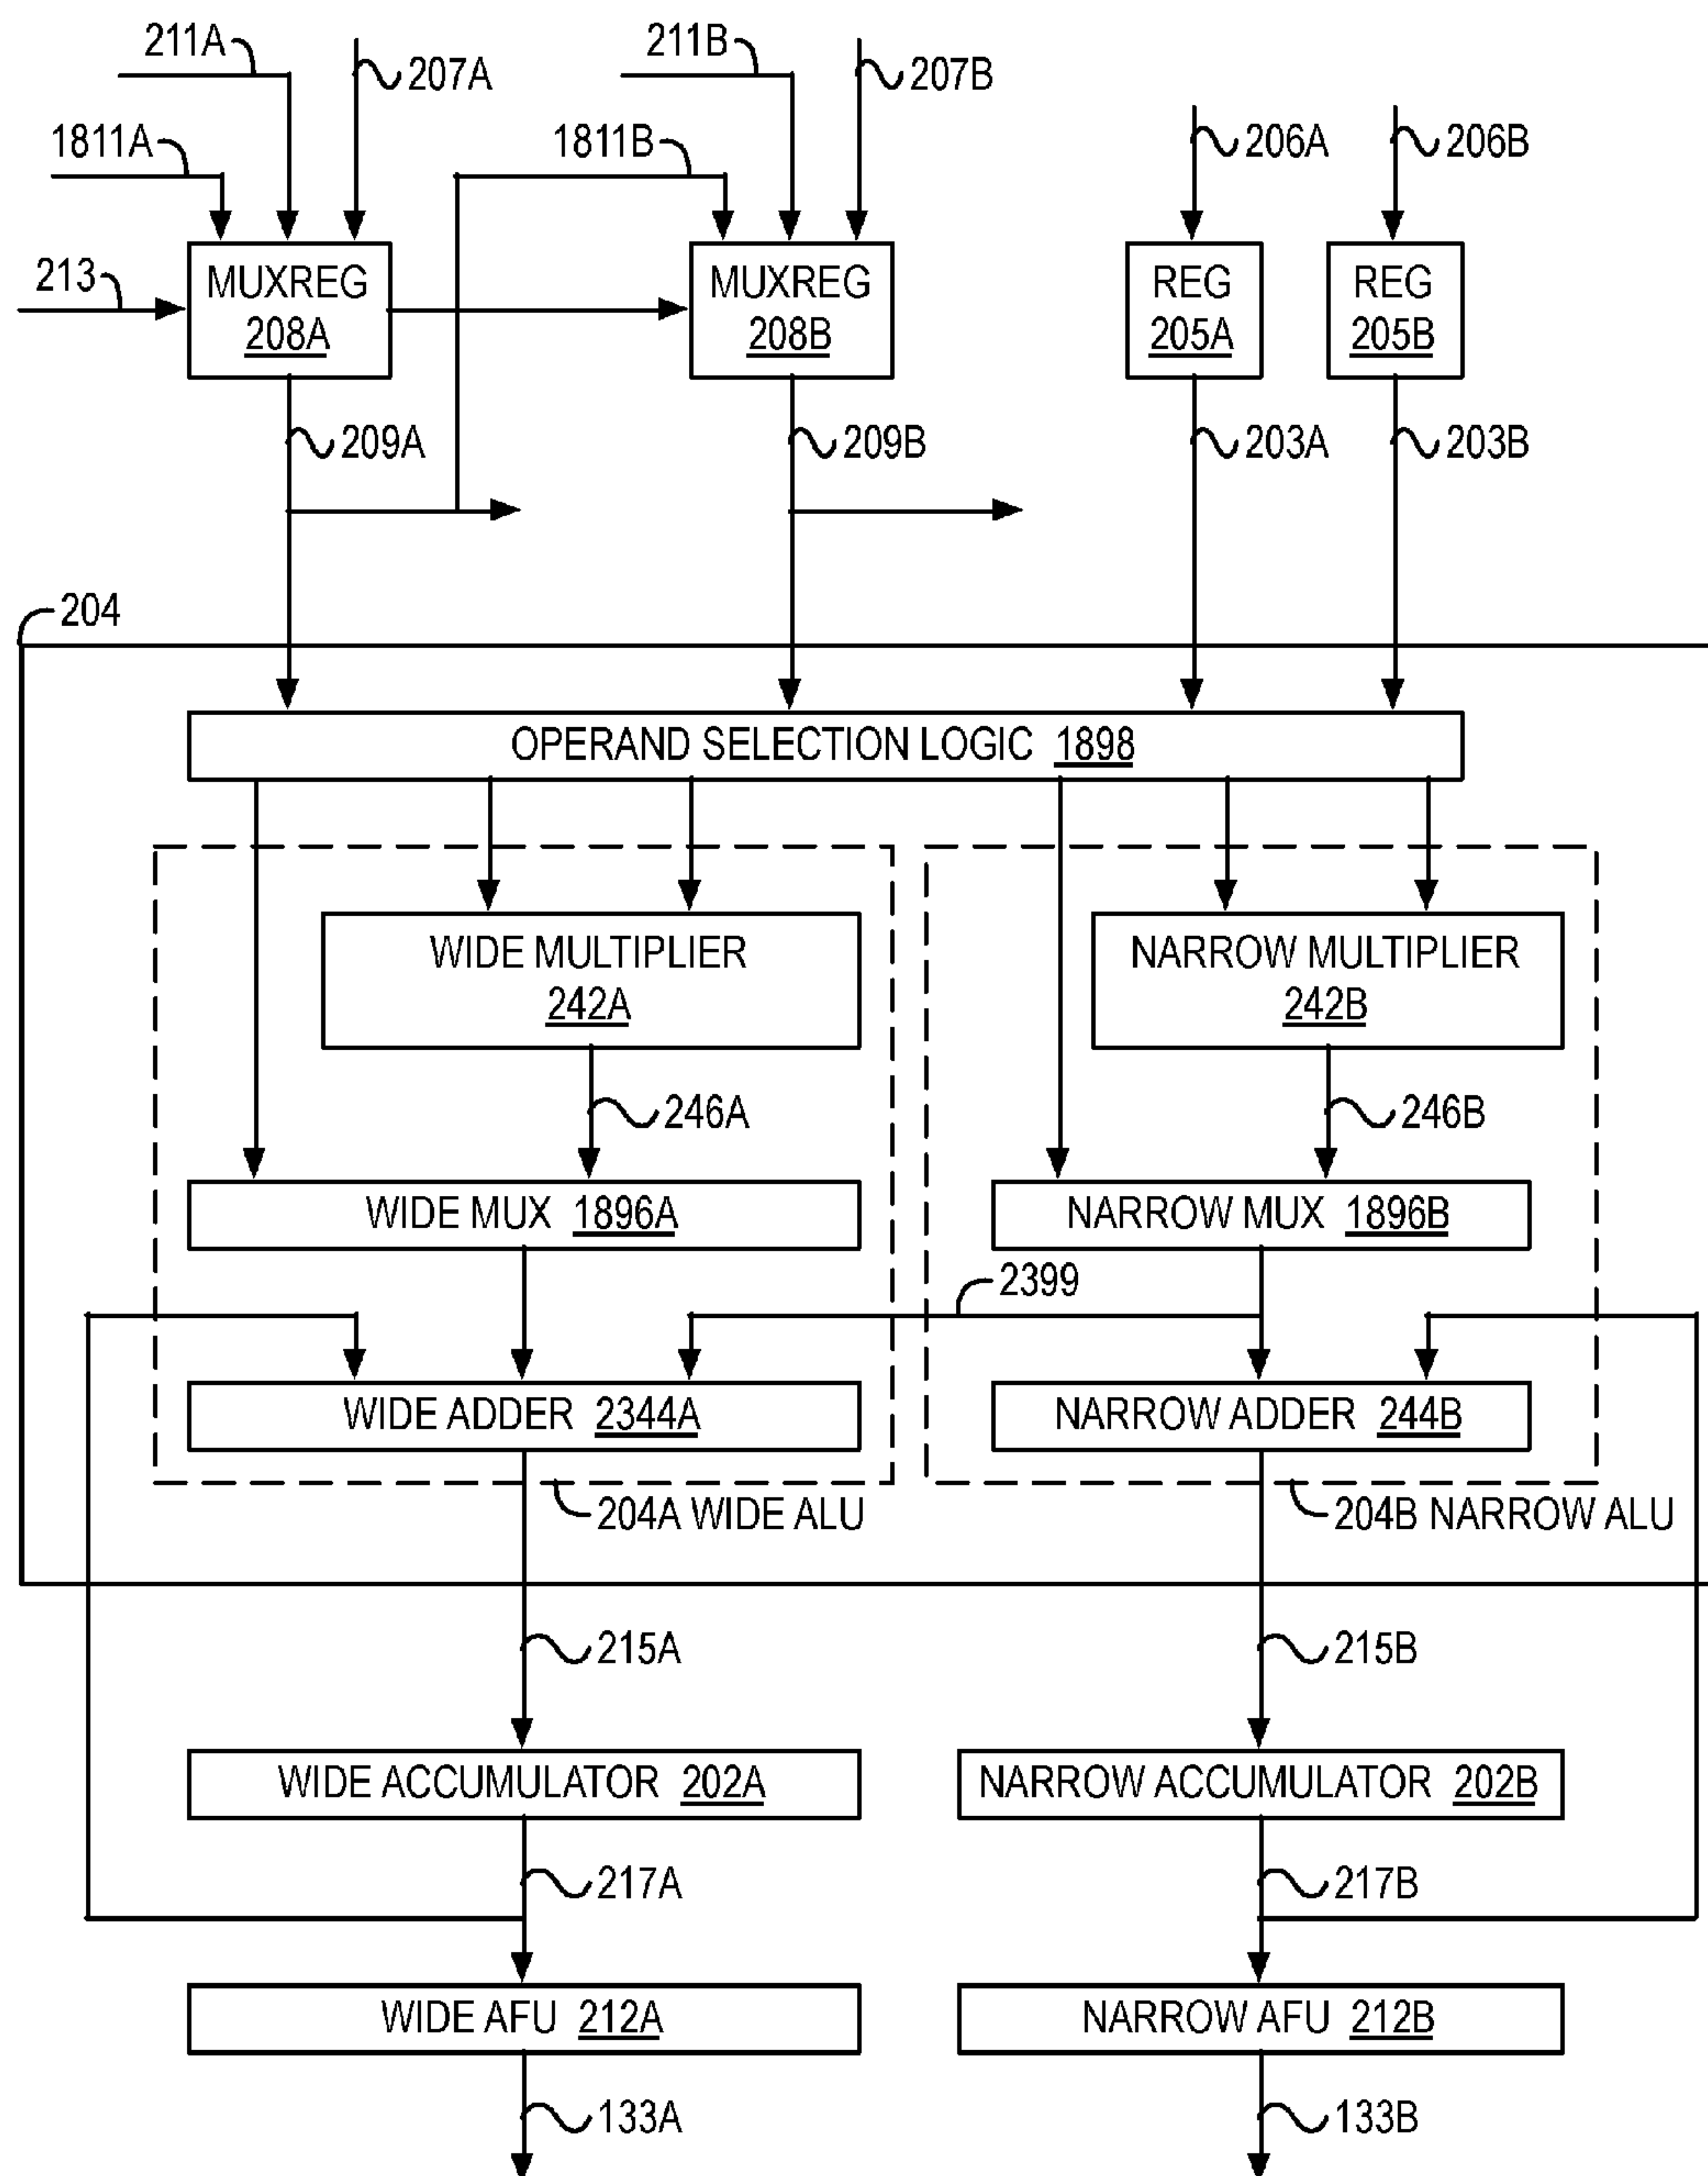 211A
207A
211B
207B
1811A
1811B
206A
206B
213
MUXREG
208A
MUXREG
208B
REG
205A
REG
205B
209A
209B
203A
203B
204
OPERAND SELECTION LOGIC 1898
WIDE MULTIPLIER
242A
NARROW MULTIPLIER
242B
246A
246B
WIDE MUX 1896A
NARROW MUX 1896B
2399
WIDE ADDER 2344A
NARROW ADDER 244B
204A WIDE ALU
204B NARROW ALU
215A
215B
WIDE ACCUMULATOR 202A
NARROW ACCUMULATOR 202B
217A
217B
WIDE AFU 212A
NARROW AFU 212B
133A
133B